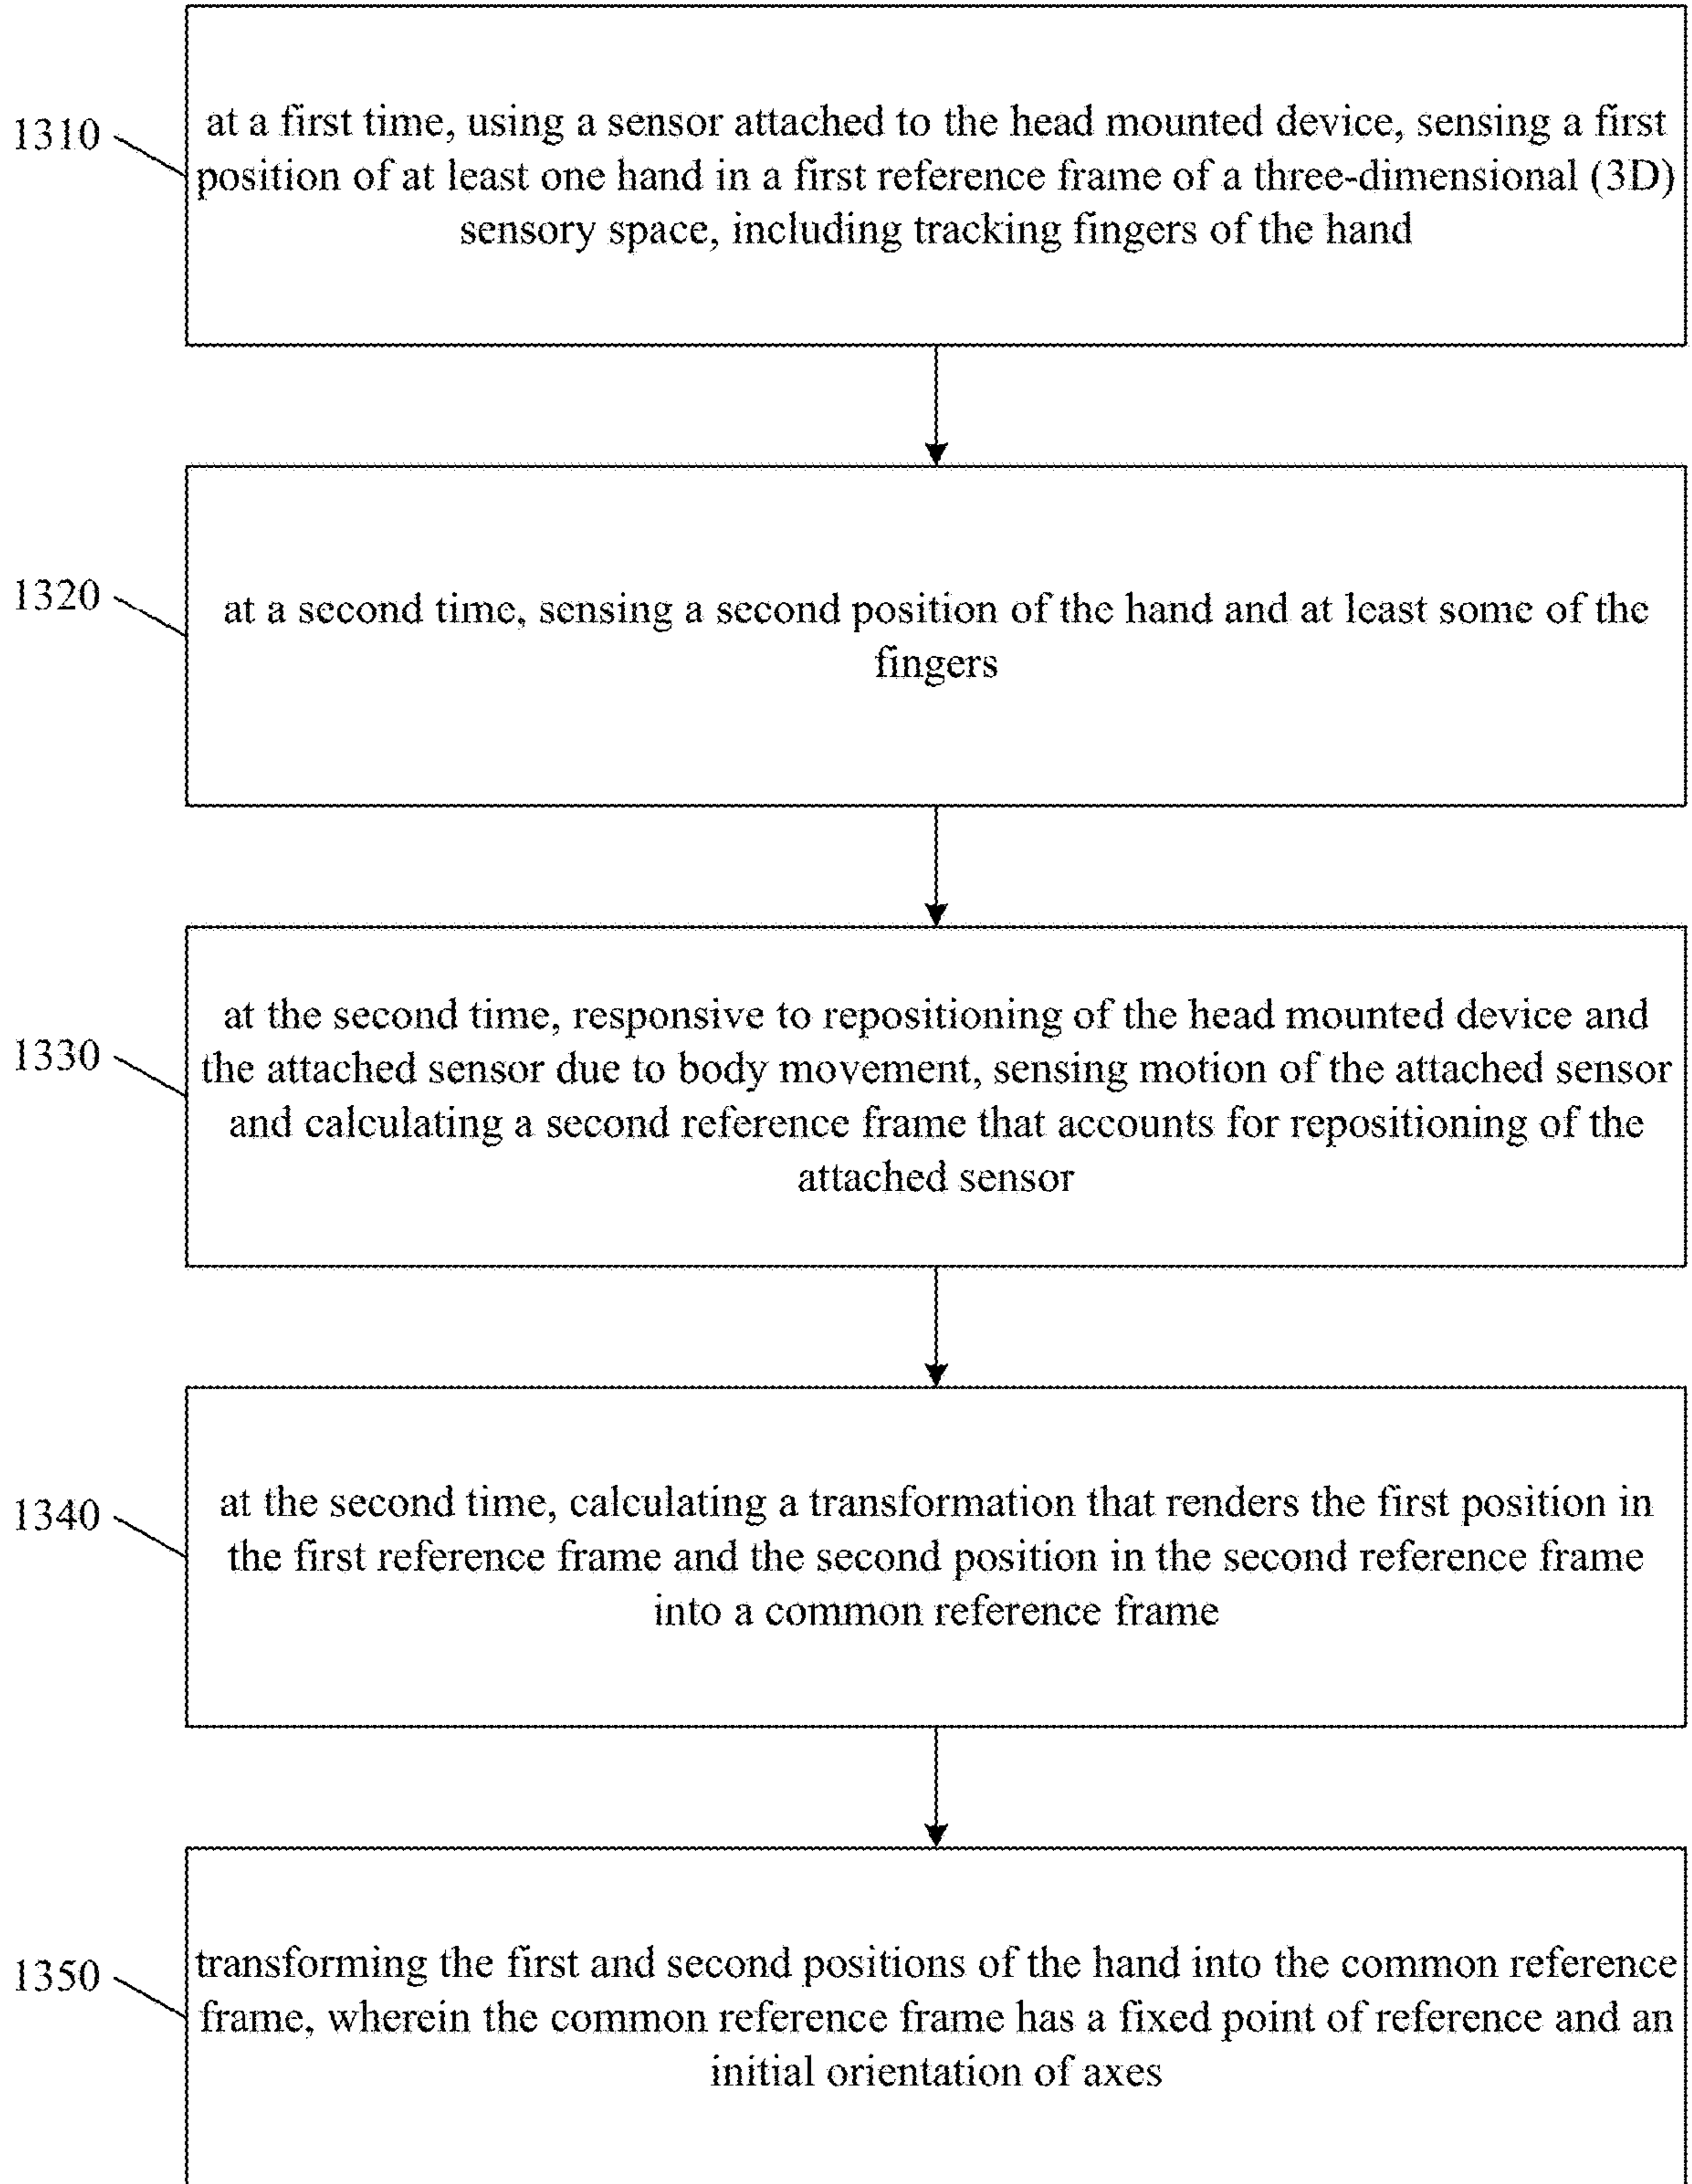 1310
at a first time, using a sensor attached to the head mounted device, sensing a first
position of at least one hand in a first reference frame of a three-dimensional (3D)
sensory space, including tracking fingers of the hand
1320
at a second time, sensing a second position of the hand and at least some of the
fingers
1330
at the second time, responsive to repositioning of the head mounted device and
the attached sensor due to body movement, sensing motion of the attached sensor
and calculating a second reference frame that accounts for repositioning of the
attached sensor
1340
at the second time, calculating a transformation that renders the first position in
the first reference frame and the second position in the second reference frame
into a common reference frame
1350
transforming the first and second positions of the hand into the common reference
frame, wherein the common reference frame has a fixed point of reference and an
initial orientation of axes